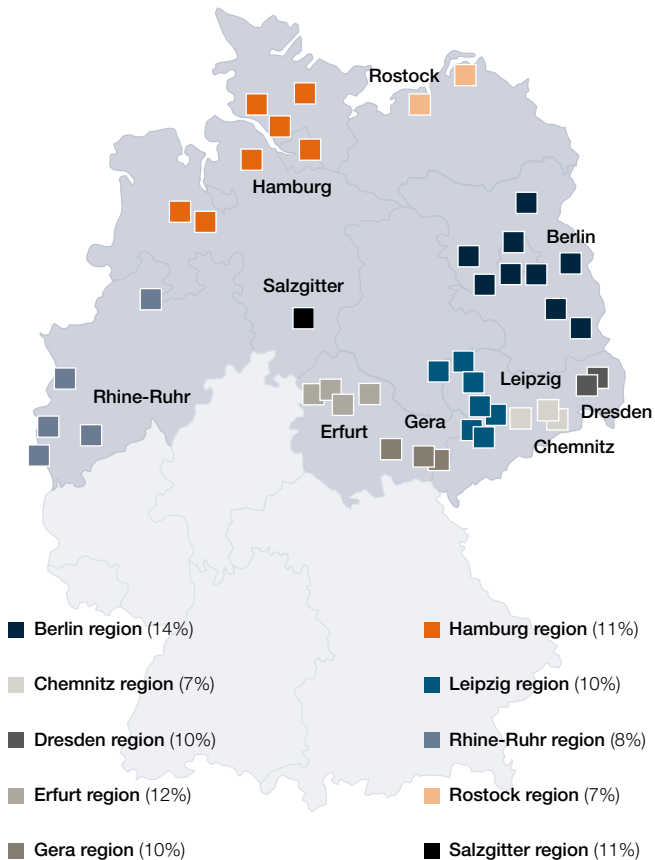 Rostock
Hamburg
Berlin
Salzgitter
Leipzig
Rhine-Ruhr
Dresden
Gera
Erfurt
Chemnitz
Berlin region (14%)
Chemnitz region (7%)
Dresden region (10%)
Erfurt region (12%)
Gera region (10%)
Hamburg region (11%)
Leipzig region (10%)
Rhine-Ruhr region (8%)
Rostock region (7%)
Salzgitter region (11%)